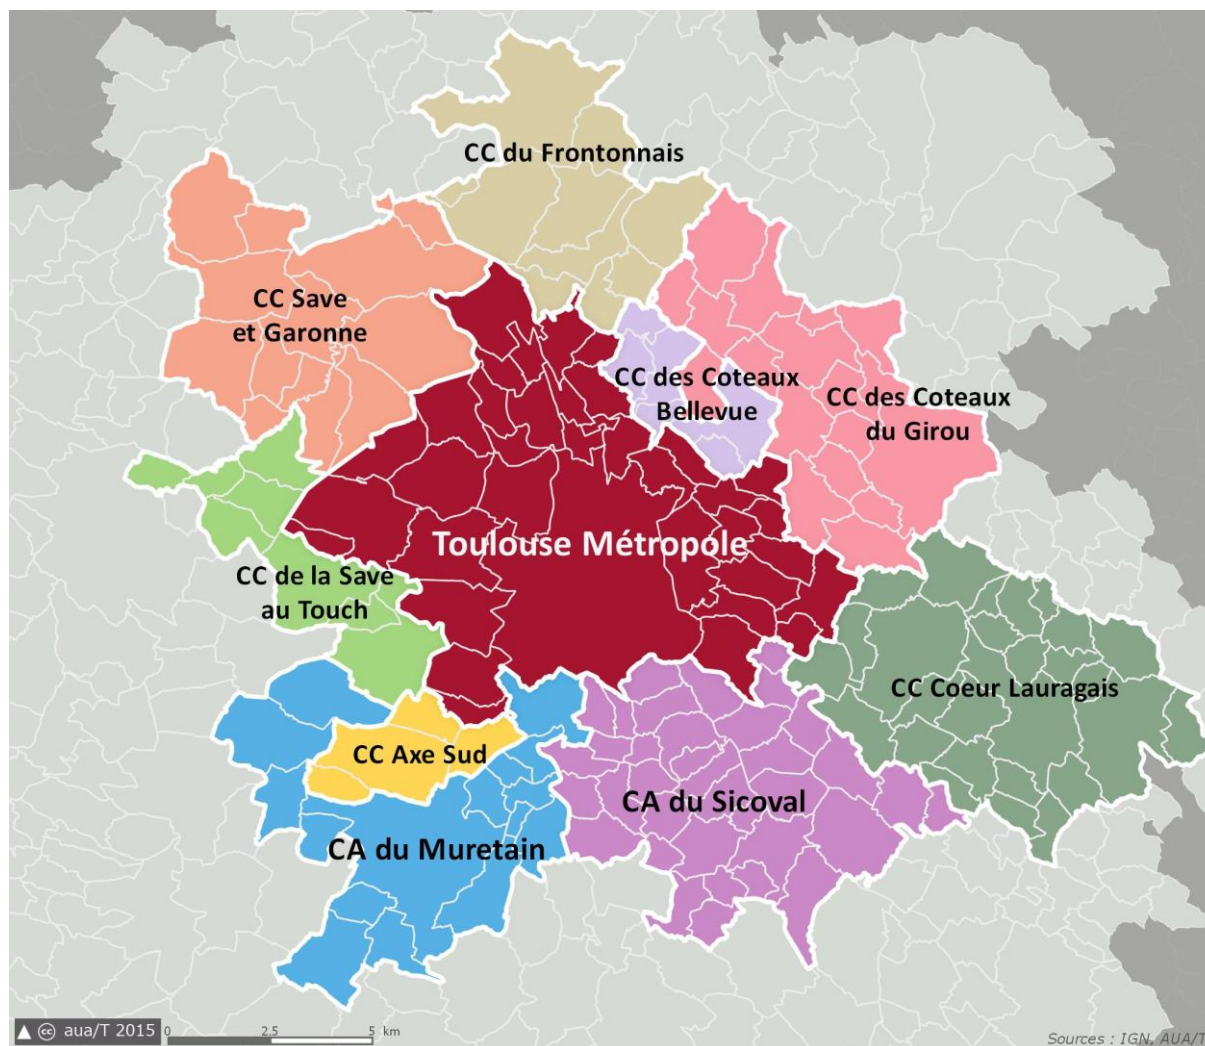 CC du Frontonnais
CC Save
et Garonne
CC des Coteaux
Bellevue
CC des Coteaux
du Girou
Toulouse Métropole
CC de la Save
au Touch
CC Coeur Lauragais
CC Axe Sud
CA du Sicoval
CA du Muretain
aua/T 2015
0 2.5 5 km
Sources : IGN, AUA/T